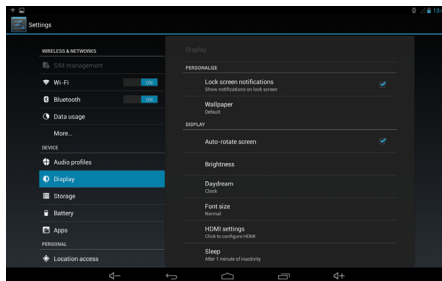 Settings
WIRELESS & NETWORKS
SIM management
Wi-Fi
ON
Bluetooth
ON
Data usage
More...
DEVICE
Audio profiles
Display
Storage
Battery
Apps
PERSONAL
Location access
Display
PERSONALIZE
Lock screen notifications
Show notifications on lock screen
Wallpaper
Default
DISPLAY
Auto-rotate screen
Brightness
Daydream
Clock
Font size
Normal
HDMI settings
Click to configure HDMI
Sleep
After 1 minute of inactivity